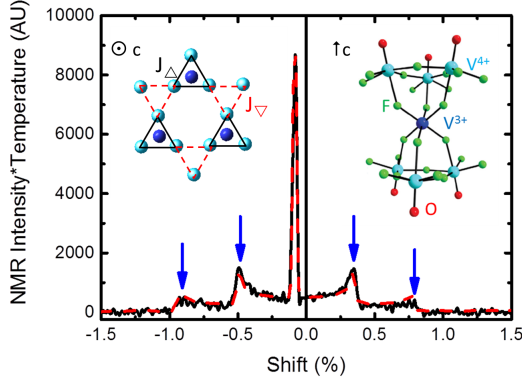 10000
8000
6000
4000
2000
0
NMR Intensity*Temperature (AU)
⊙ c
J△
J▽
↑c
V4+
F
V3+
O
-1.5 -1.0 -0.5 0.0 0.5 1.0 1.5
Shift (%)